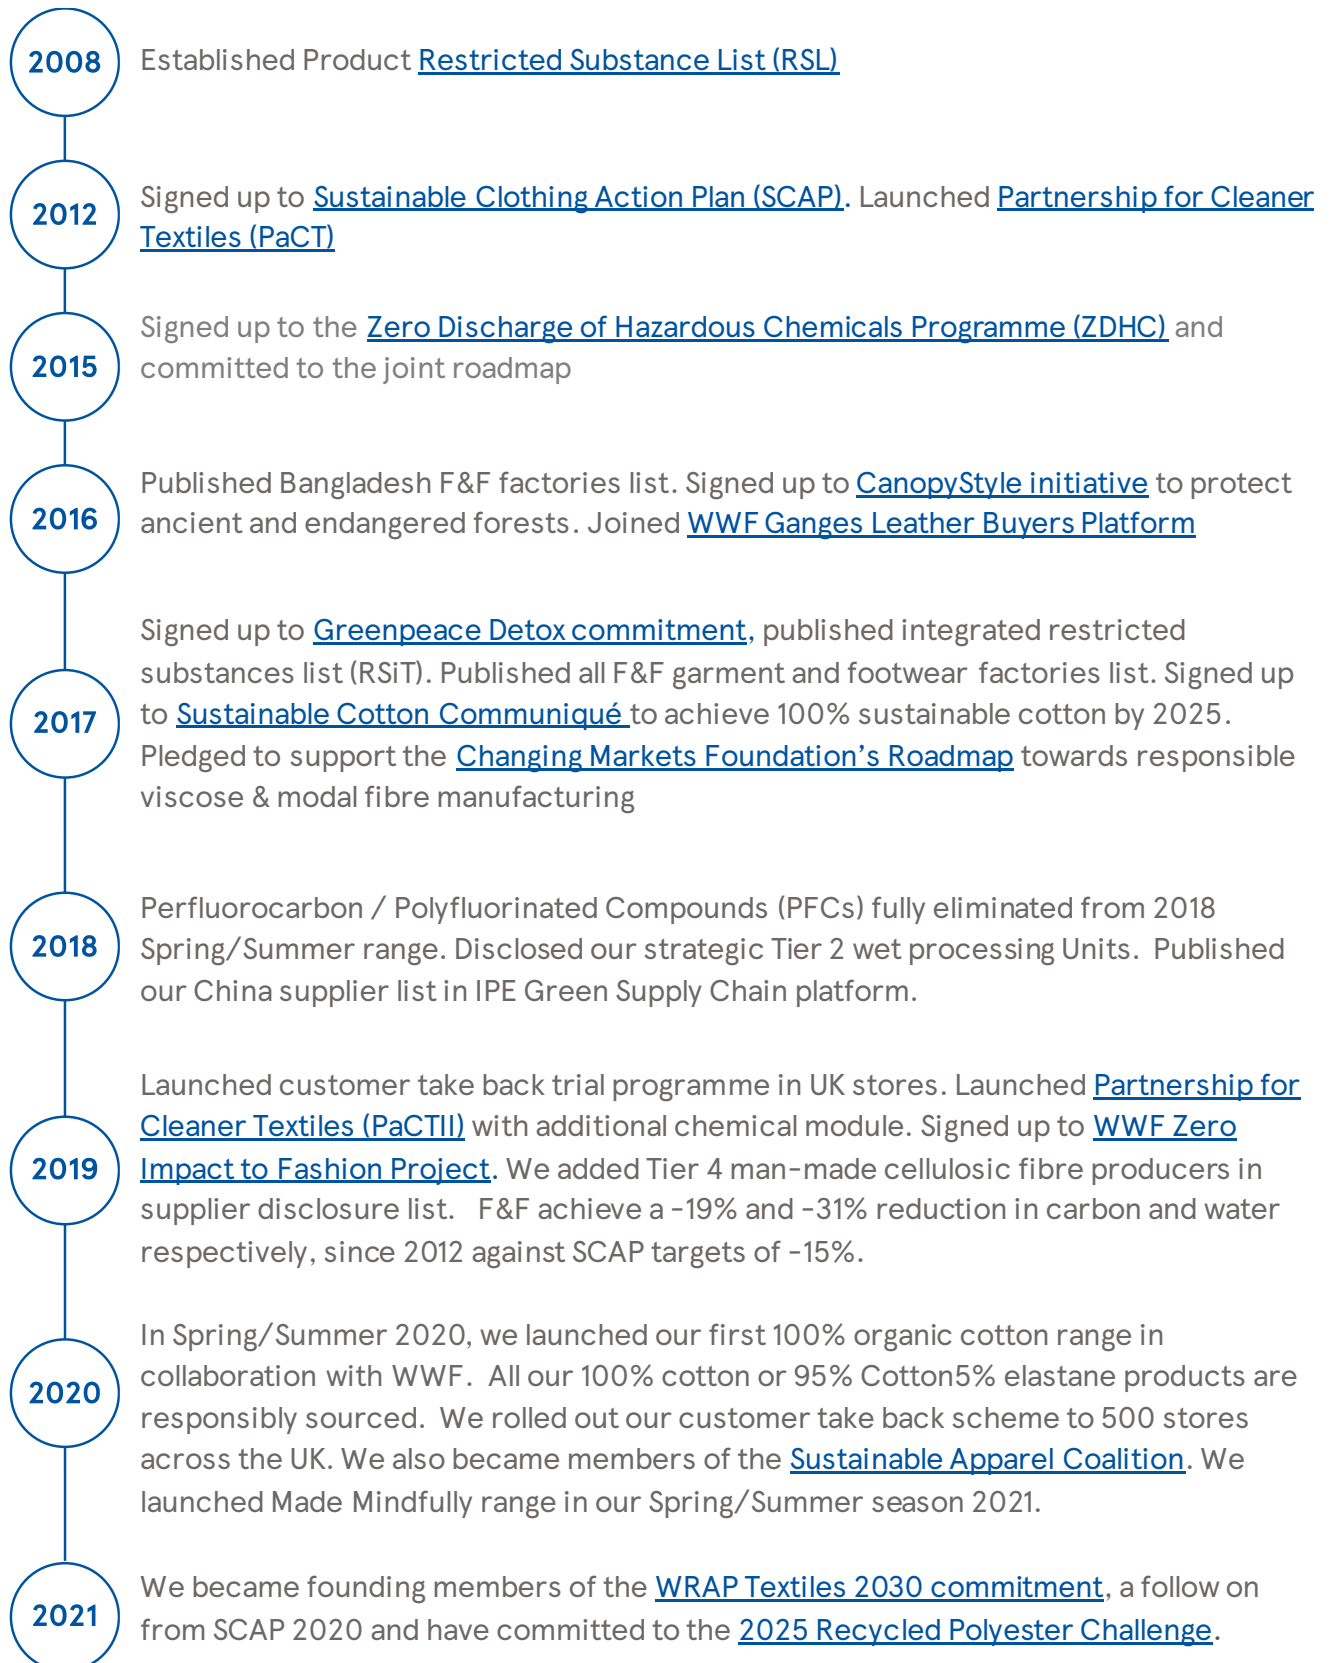 2008
Established Product Restricted Substance List (RSL)
2012
Signed up to Sustainable Clothing Action Plan (SCAP). Launched Partnership for Cleaner
Textiles (PaCT)
2015
Signed up to the Zero Discharge of Hazardous Chemicals Programme (ZDHC) and
committed to the joint roadmap
2016
Published Bangladesh F&F factories list. Signed up to CanopyStyle initiative to protect
ancient and endangered forests. Joined WWF Ganges Leather Buyers Platform
2017
Signed up to Greenpeace Detox commitment, published integrated restricted
substances list (RSiT). Published all F&F garment and footwear factories list. Signed up
to Sustainable Cotton Communiqué to achieve 100% sustainable cotton by 2025.
Pledged to support the Changing Markets Foundation’s Roadmap towards responsible
viscose & modal fibre manufacturing
2018
Perfluorocarbon / Polyfluorinated Compounds (PFCs) fully eliminated from 2018
Spring/Summer range. Disclosed our strategic Tier 2 wet processing Units. Published
our China supplier list in IPE Green Supply Chain platform.
2019
Launched customer take back trial programme in UK stores. Launched Partnership for
Cleaner Textiles (PaCTII) with additional chemical module. Signed up to WWF Zero
Impact to Fashion Project. We added Tier 4 man-made cellulosic fibre producers in
supplier disclosure list. F&F achieve a -19% and -31% reduction in carbon and water
respectively, since 2012 against SCAP targets of -15%.
2020
In Spring/Summer 2020, we launched our first 100% organic cotton range in
collaboration with WWF. All our 100% cotton or 95% Cotton5% elastane products are
responsibly sourced. We rolled out our customer take back scheme to 500 stores
across the UK. We also became members of the Sustainable Apparel Coalition. We
launched Made Mindfully range in our Spring/Summer season 2021.
2021
We became founding members of the WRAP Textiles 2030 commitment, a follow on
from SCAP 2020 and have committed to the 2025 Recycled Polyester Challenge.